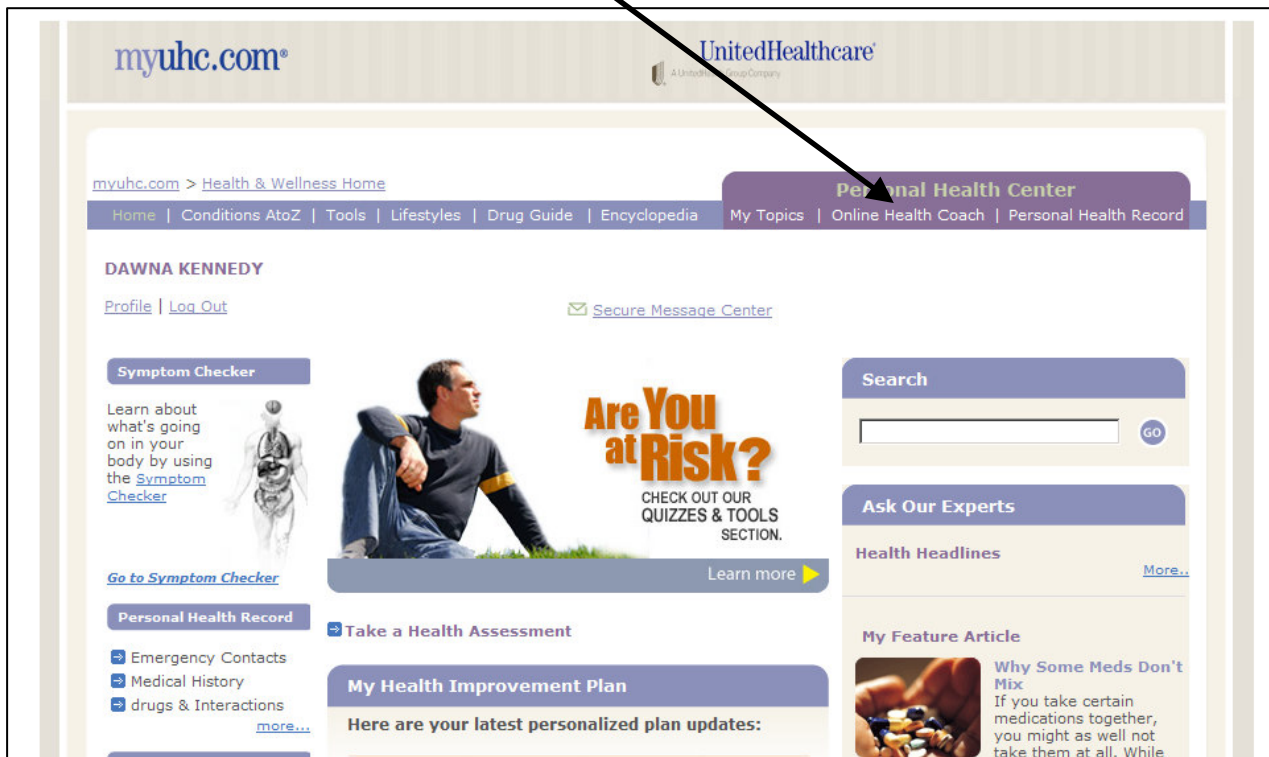 myuhc.com®
UnitedHealthcare®
A UnitedHealth Group Company
myuhc.com > Health & Wellness Home
Personal Health Center
Home | Conditions AtoZ | Tools | Lifestyles | Drug Guide | Encyclopedia
My Topics | Online Health Coach | Personal Health Record
DAWNA KENNEDY
Profile | Log Out
Secure Message Center
Symptom Checker
Learn about
what's going
on in your
body by using
the Symptom
Checker
Go to Symptom Checker
Personal Health Record
Emergency Contacts
Medical History
drugs & Interactions
more...
Are You
at Risk?
CHECK OUT OUR
QUIZZES & TOOLS
SECTION.
Learn more
Take a Health Assessment
My Health Improvement Plan
Here are your latest personalized plan updates:
Search
GO
Ask Our Experts
Health Headlines
More..
My Feature Article
Why Some Meds Don't
Mix
If you take certain
medications together,
you might as well not
take them at all. While